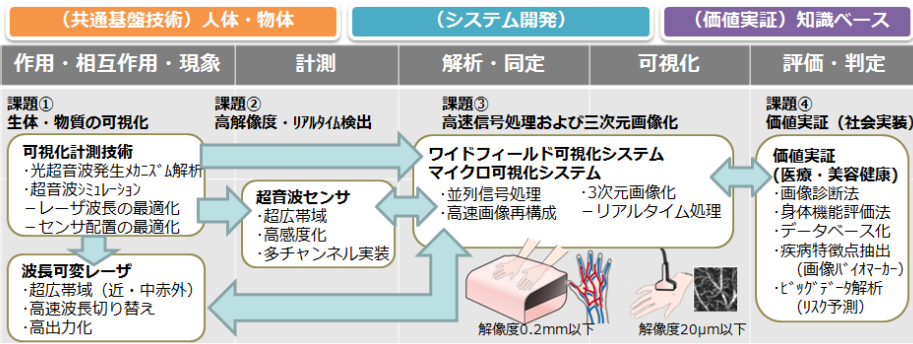 （共通基盤技術）人体・物体
（システム開発）
（価値実証）知識ベース
作用・相互作用・現象
計測
解析・同定
可視化
評価・判定
課題①
生体・物質の可視化
課題②
高解像度・ﾘｱﾙﾀｲﾑ検出
課題③
高速信号処理および三次元画像化
課題④
価値実証（社会実装）
可視化計測技術
・光超音波発生ﾒｶﾆｽﾞﾑ解析
・超音波ｼﾐｭﾚｰｼｮﾝ
－レーザ波長の最適化
－センサ配置の最適化
波長可変レーザ
・超広帯域（近・中赤外）
・高速波長切り替え
・高出力化
超音波センサ
・超広帯域
・高感度化
・多チャンネル実装
ワイドフィールド可視化システム
マイクロ可視化システム
・並列信号処理
・高速画像再構成
・3次元画像化
－リアルタイム処理
解像度0.2mm以下
解像度20μm以下
価値実証
(医療・美容健康)
・画像診断法
・身体機能評価法
・データベース化
・疾病特徴点抽出
(画像ﾊﾞｲｵﾏｰｶｰ)
・ﾋﾞｯｸﾞﾃﾞｰﾀ解析
(ﾘｽｸ予測)